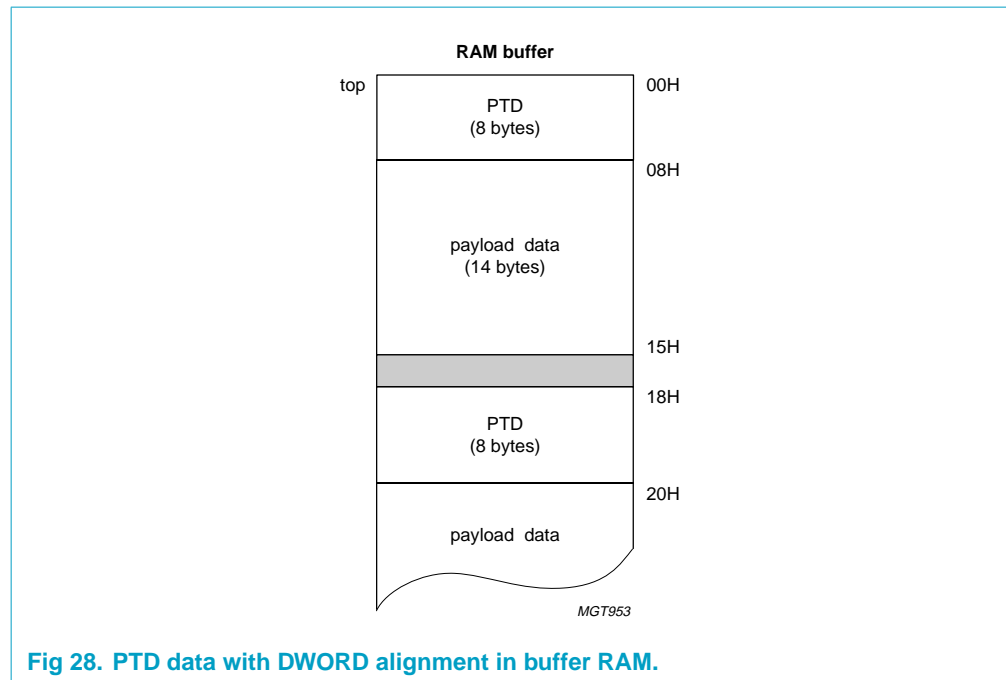 RAM buffer
top
00H
PTD
(8 bytes)
08H
payload data
(14 bytes)
15H
18H
PTD
(8 bytes)
20H
payload data
MGT953
Fig 28. PTD data with DWORD alignment in buffer RAM.